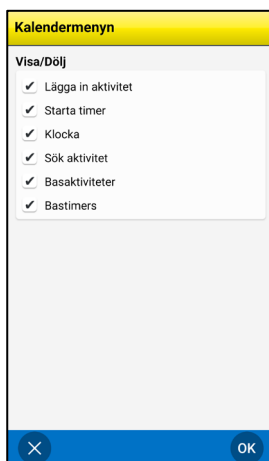 Kalendermenyn
Visa/Dölj
Lägga in aktivitet
Starta timer
Klocka
Sök aktivitet
Basaktiviteter
Bastimers
OK